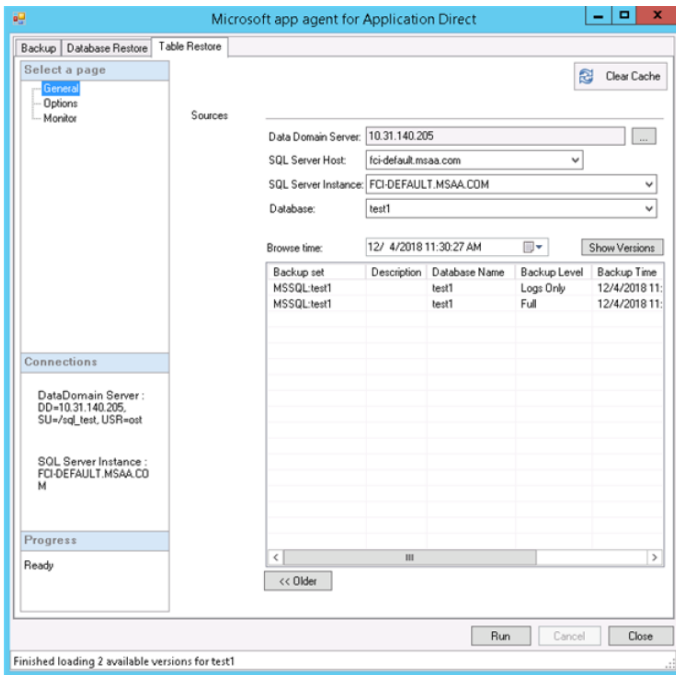 Microsoft app agent for Application Direct
Backup Database Restore Table Restore
Select a page
General
Options
Monitor
Clear Cache
Sources
Data Domain Server: 10.31.140.205 ...
SQL Server Host: fci-default.msaa.com
SQL Server Instance: FCI-DEFAULT.MSAA.COM
Database: test1
Browse time: 12/ 4/2018 11:30:27 AM Show Versions
Backup set Description Database Name Backup Level Backup Time
MSSQL:test1 test1 Logs Only 12/4/2018 11:
MSSQL:test1 test1 Full 12/4/2018 11:
Connections
DataDomain Server :
DD=10.31.140.205,
SU=/sql_test, USR=ost
SQL Server Instance :
FCI-DEFAULT.MSAA.CO
M
Progress
Ready
<< Older
Run Cancel Close
Finished loading 2 available versions for test1